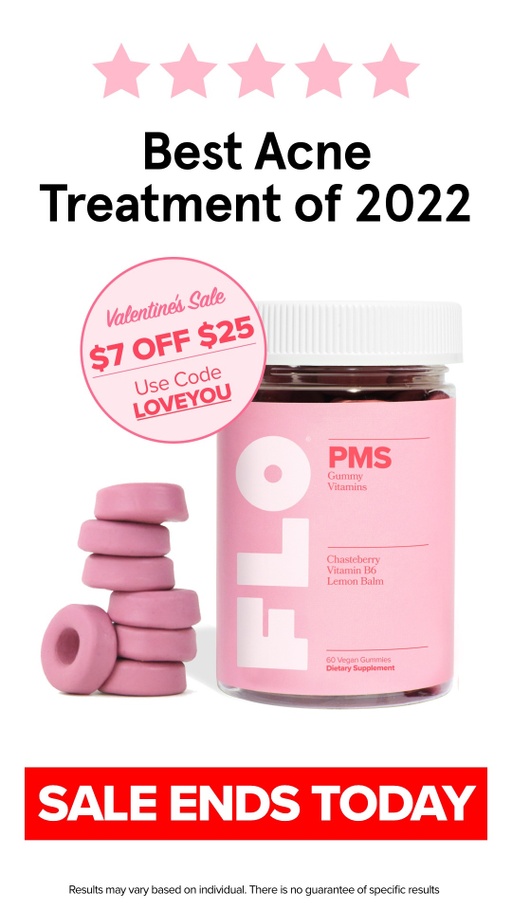 Best Acne
Treatment of 2022
Valentine's Sale
$7 OFF $25
Use Code
LOVEYOU
FLO
PMS
Gummy
Vitamins
Chasteberry
Vitamin B6
Lemon Balm
60 Vegan Gummies
Dietary Supplement
SALE ENDS TODAY
Results may vary based on individual. There is no guarantee of specific results